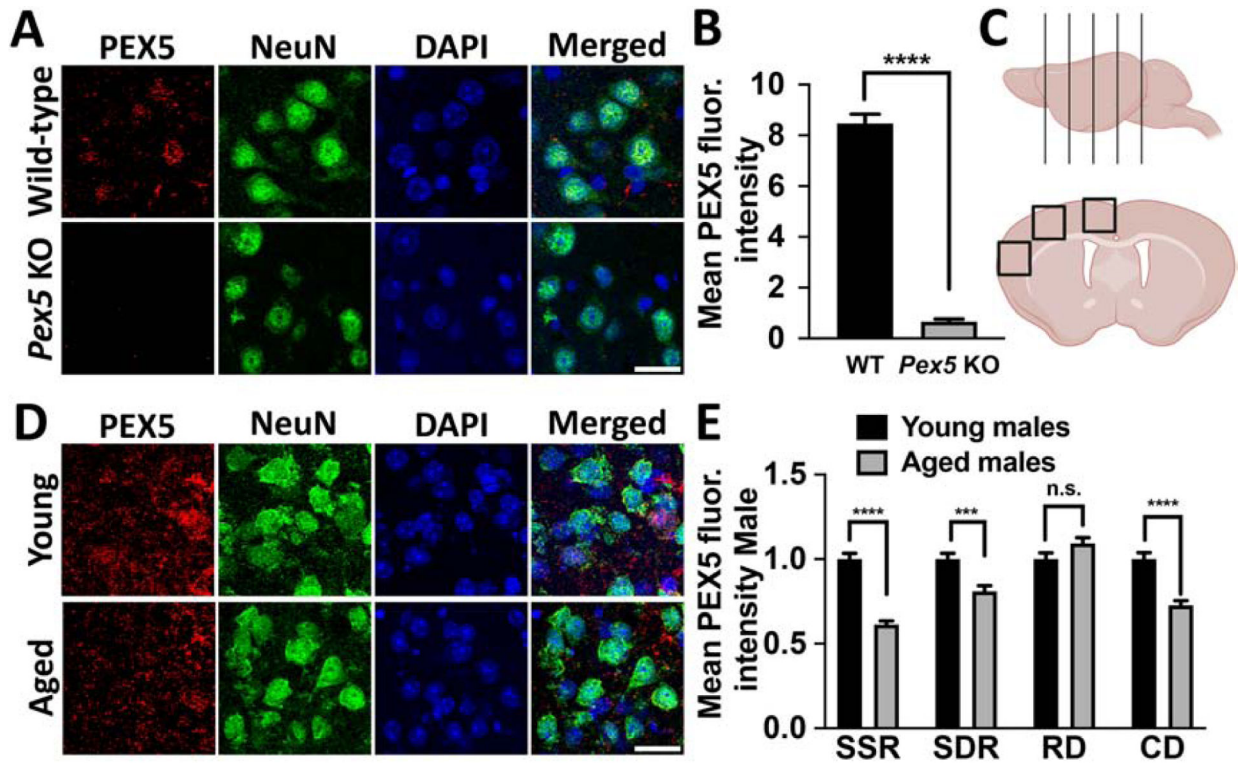 A
PEX5 NeuN DAPI Merged
Wild-type
Pex5 KO
B
Mean PEX5 fluor.
intensity
10
8
6
4
2
0
****
WT Pex5 KO
C
D
PEX5 NeuN DAPI Merged
Young
Aged
E
Young males
Aged males
Mean PEX5 fluor.
intensity Male
1.5
1.0
0.5
0.0
**** *** n.s. ****
SSR SDR RD CD